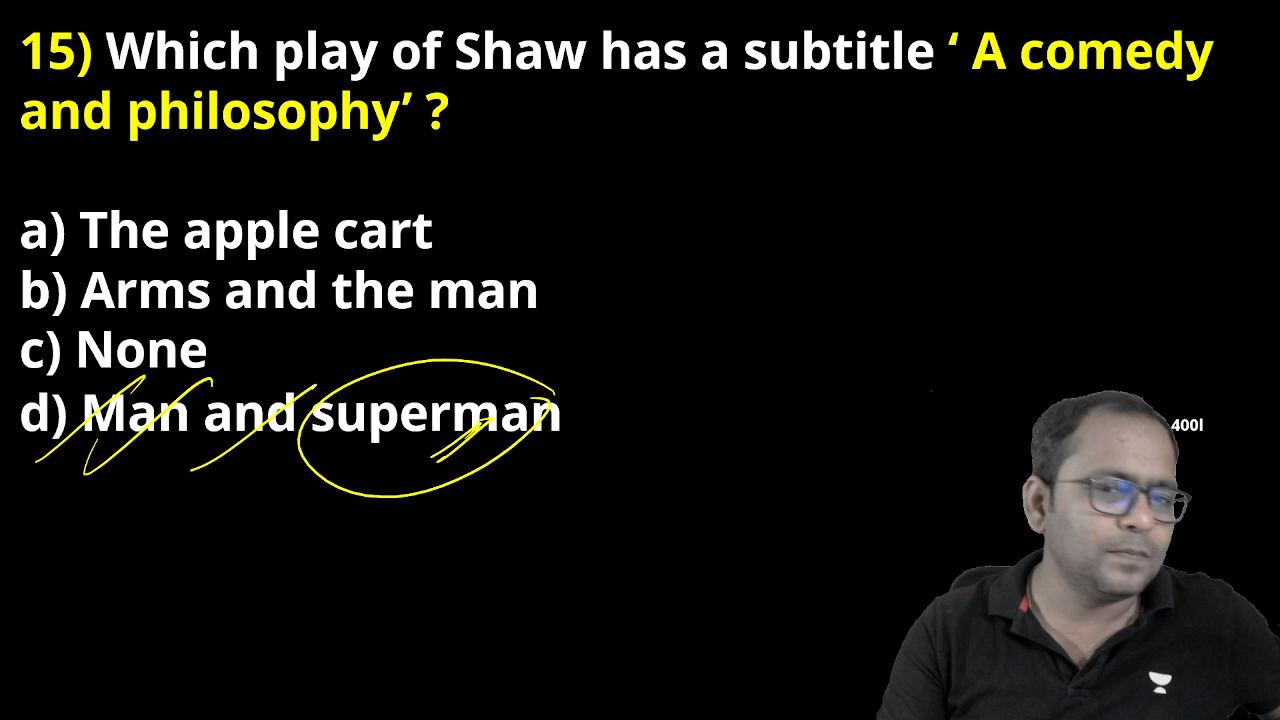 15) Which play of Shaw has a subtitle ‘ A comedy
and philosophy’ ?
a) The apple cart
b) Arms and the man
c) None
d) Man and superman
400l